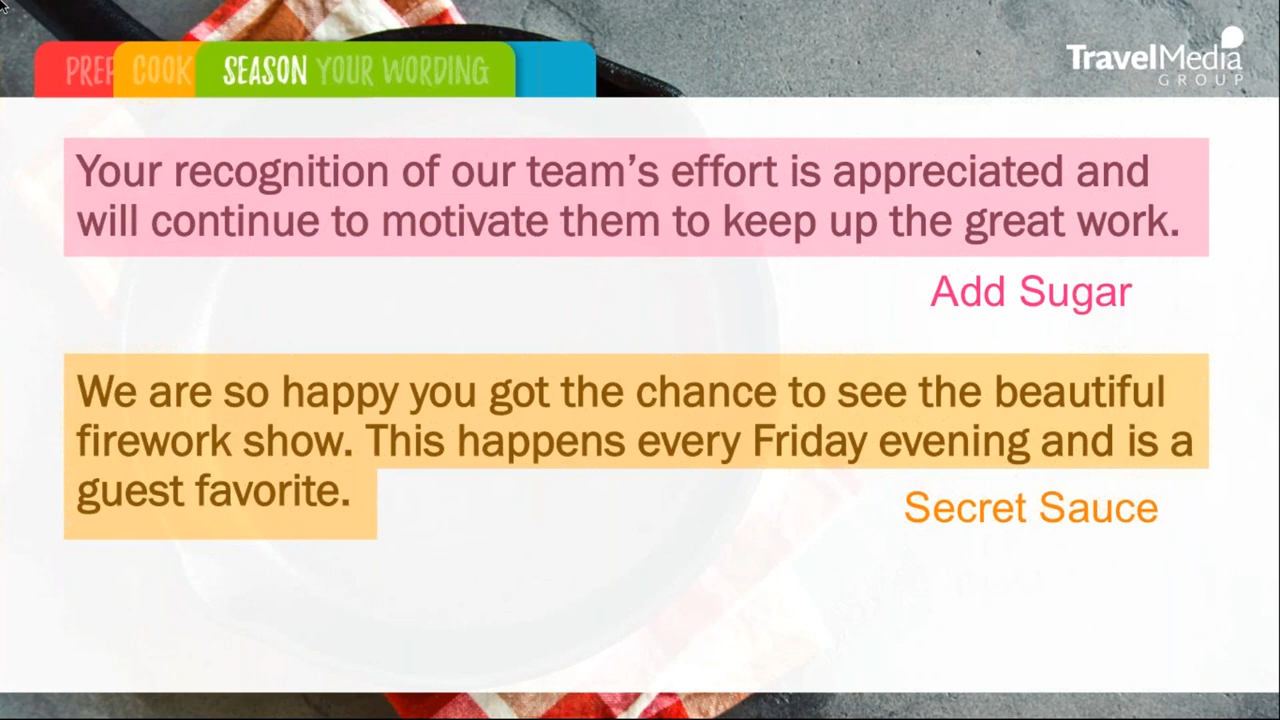 PREP COOK SEASON YOUR WORDING
TravelMedia
GROUP
Your recognition of our team’s effort is appreciated and
will continue to motivate them to keep up the great work.
Add Sugar
We are so happy you got the chance to see the beautiful
firework show. This happens every Friday evening and is a
guest favorite.
Secret Sauce